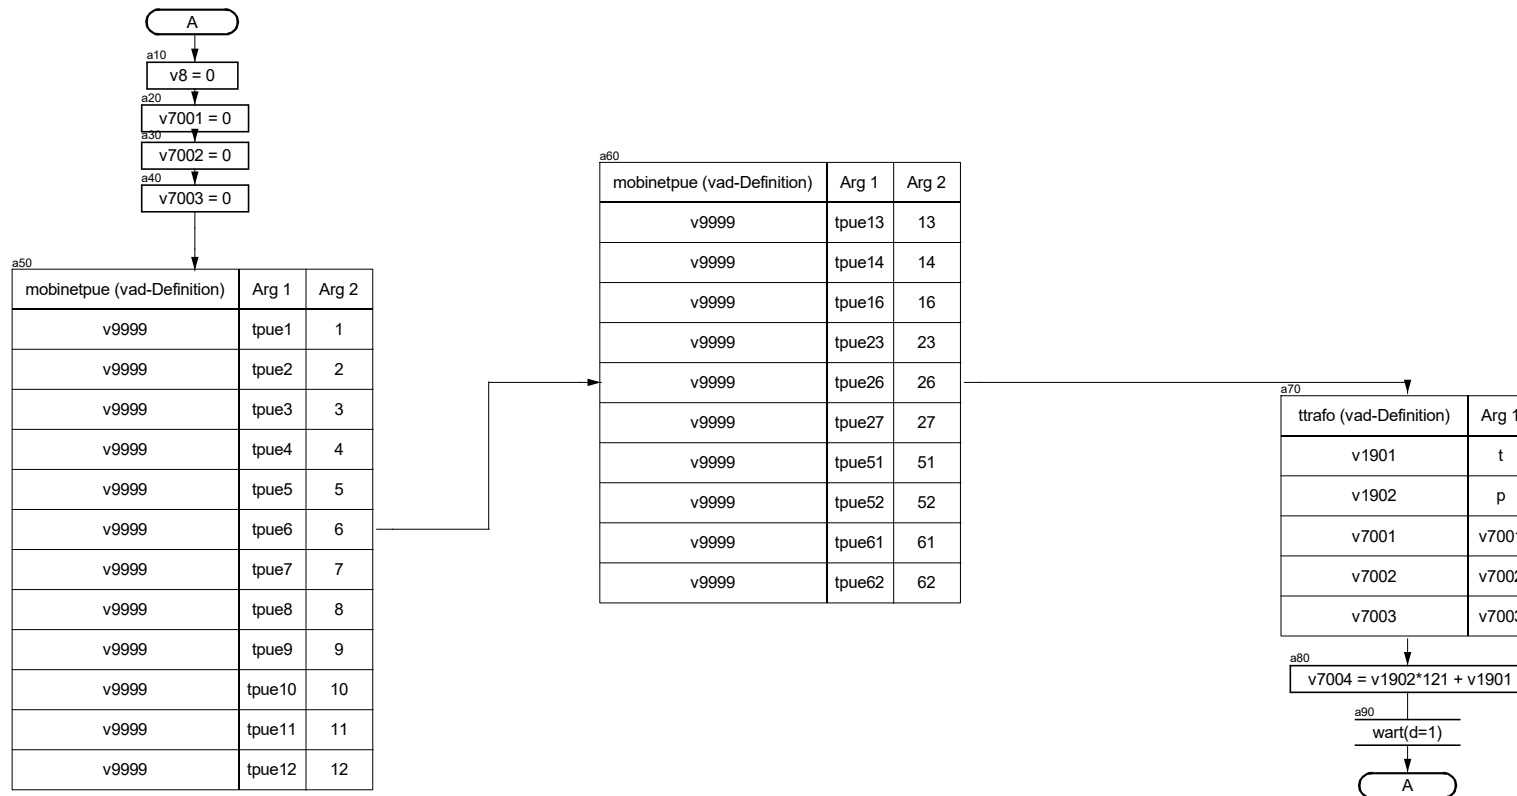 A
a10
v8 = 0
a20
v7001 = 0
a30
v7002 = 0
a40
v7003 = 0
a50
mobinetpue (vad-Definition) Arg 1 Arg 2
v9999 tpue1 1
v9999 tpue2 2
v9999 tpue3 3
v9999 tpue4 4
v9999 tpue5 5
v9999 tpue6 6
v9999 tpue7 7
v9999 tpue8 8
v9999 tpue9 9
v9999 tpue10 10
v9999 tpue11 11
v9999 tpue12 12
a60
mobinetpue (vad-Definition) Arg 1 Arg 2
v9999 tpue13 13
v9999 tpue14 14
v9999 tpue16 16
v9999 tpue23 23
v9999 tpue26 26
v9999 tpue27 27
v9999 tpue51 51
v9999 tpue52 52
v9999 tpue61 61
v9999 tpue62 62
a70
ttrafo (vad-Definition) Arg 1
v1901 t
v1902 p
v7001 v7001
v7002 v7002
v7003 v7003
a80
v7004 = v1902*121 + v1901
a90
wart(d=1)
A